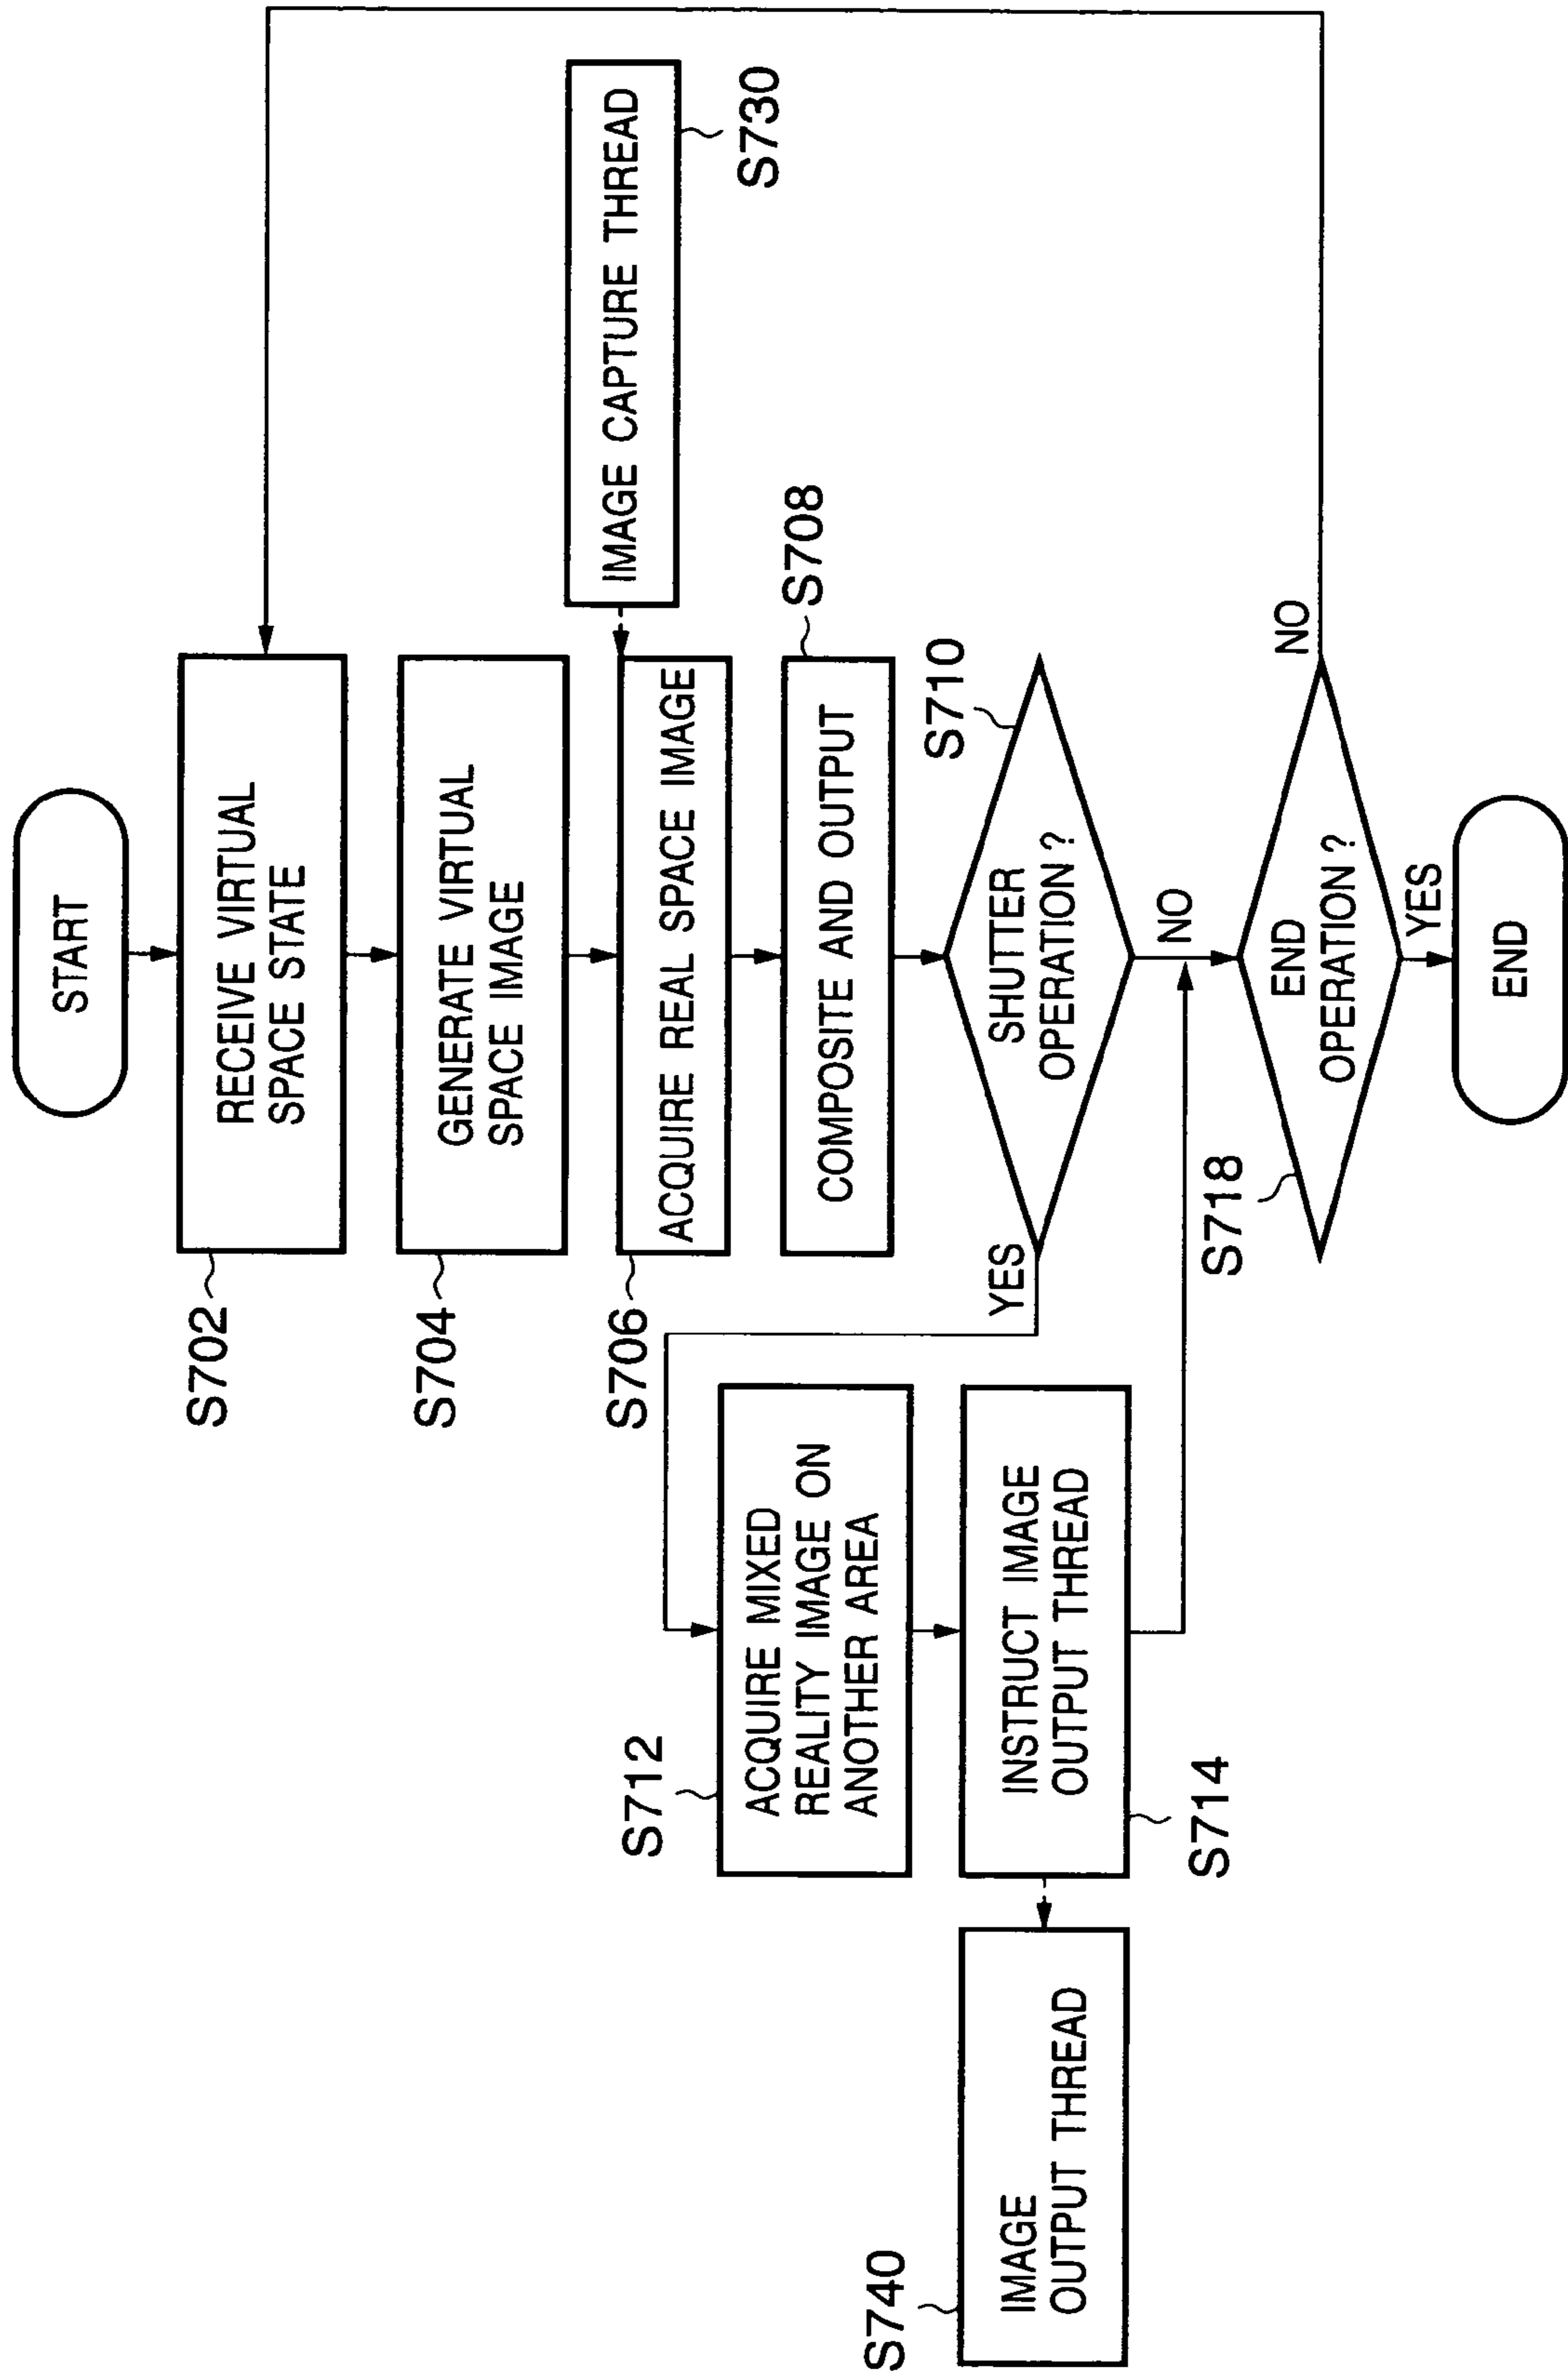 START
RECEIVE VIRTUAL
SPACE STATE
S702
GENERATE VIRTUAL
SPACE IMAGE
S704
IMAGE CAPTURE THREAD
S730
ACQUIRE REAL SPACE IMAGE
S706
COMPOSITE AND OUTPUT
S708
SHUTTER
OPERATION ?
S710
YES
NO
ACQUIRE MIXED
REALITY IMAGE ON
ANOTHER AREA
S712
INSTRUCT IMAGE
OUTPUT THREAD
S714
IMAGE
OUTPUT THREAD
S740
END
OPERATION ?
S718
NO
YES
END